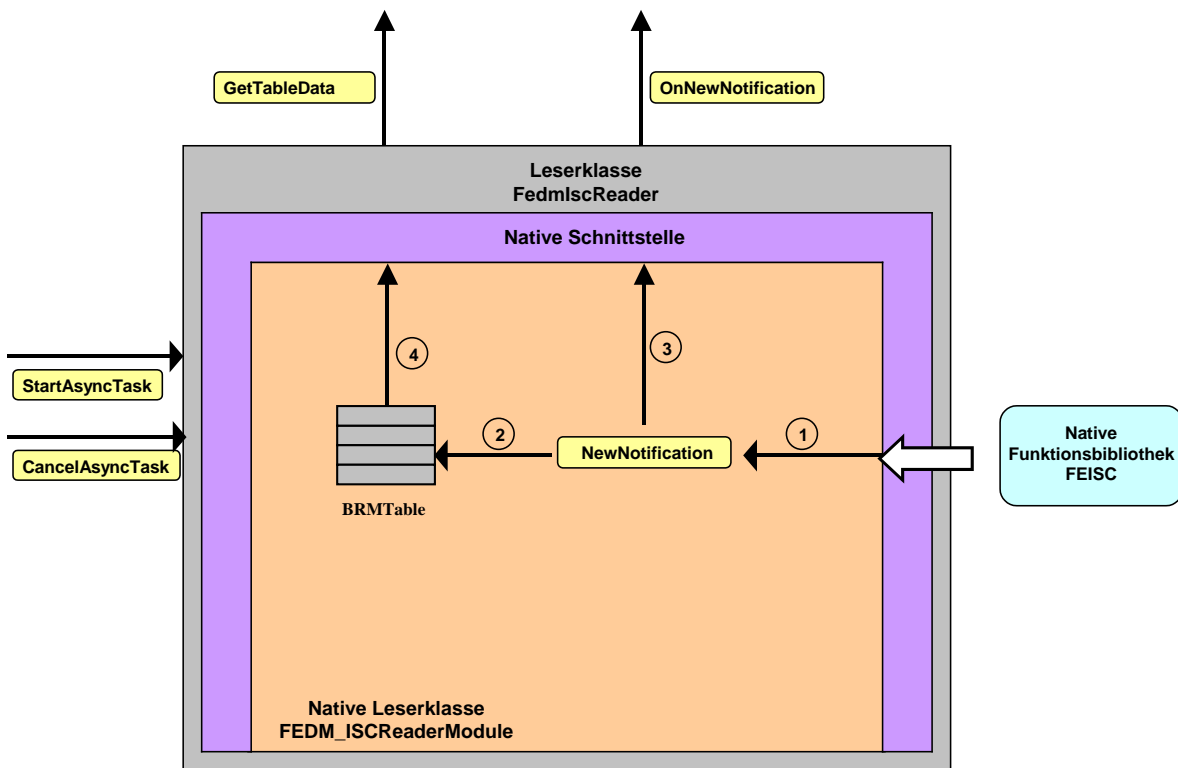 GetTableData
OnNewNotification
Leserklasse
FedmIscReader
Native Schnittstelle
4
3
StartAsyncTask
CancelAsyncTask
2
1
NewNotification
BRMTable
Native
Funktionsbibliothek
FEISC
Native Leserklasse
FEDM_ISCReaderModule